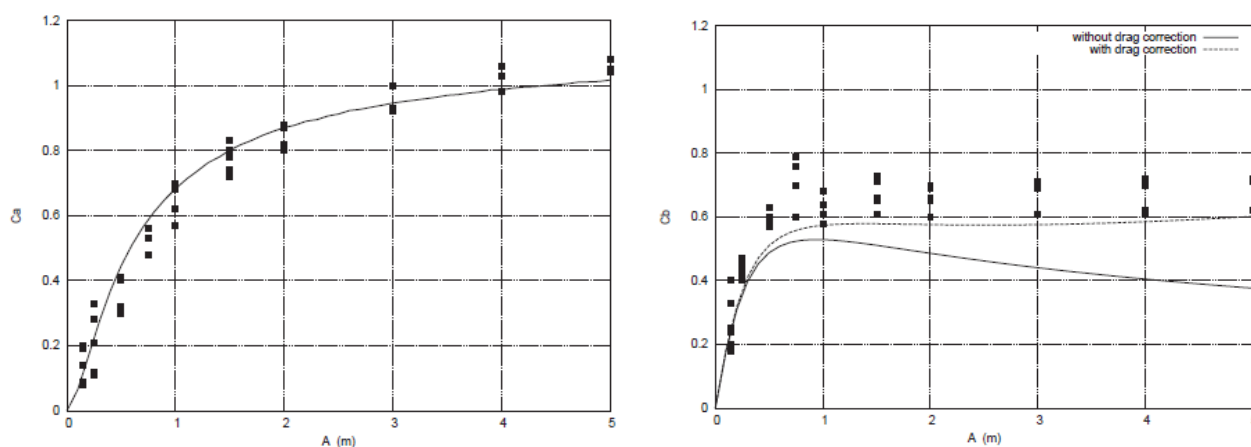 1.2
1
0.8
0.6
0.4
0.2
0
Ca
0 1 2 3 4 5
A (m)
1.2
1
0.8
0.6
0.4
0.2
0
Cb
0 1 2 3 4
A (m)
without drag correction
with drag correction